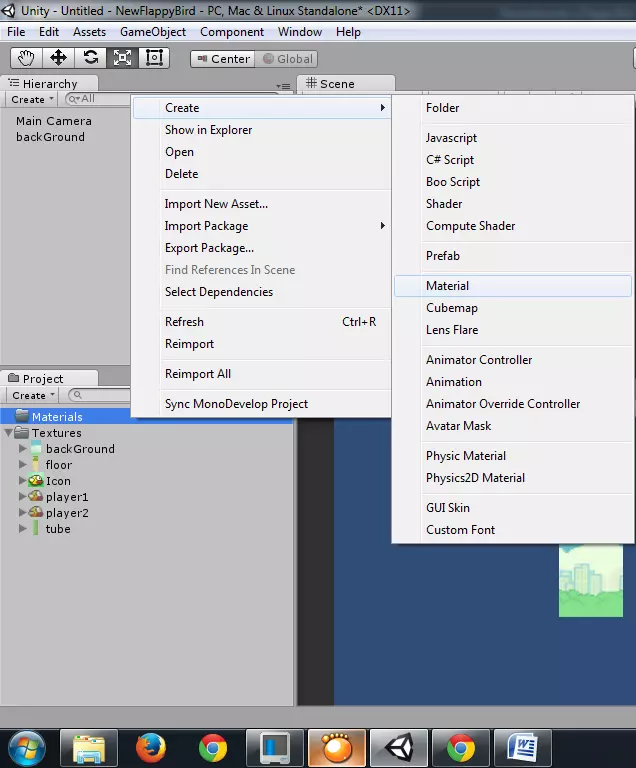 Unity - Untitled - NewFlappyBird - PC, Mac & Linux Standalone* <DX11>
File Edit Assets GameObject Component Window Help
Center Global
Hierarchy
Create All
Main Camera
backGround
Scene
Create
Show in Explorer
Open
Delete
Import New Asset...
Import Package
Export Package...
Find References In Scene
Select Dependencies
Refresh Ctrl+R
Reimport
Reimport All
Sync MonoDevelop Project
Folder
Javascript
C# Script
Boo Script
Shader
Compute Shader
Prefab
Material
Cubemap
Lens Flare
Animator Controller
Animation
Animator Override Controller
Avatar Mask
Physic Material
Physics2D Material
GUI Skin
Custom Font
Project
Create
Materials
Textures
backGround
floor
Icon
player1
player2
tube
W